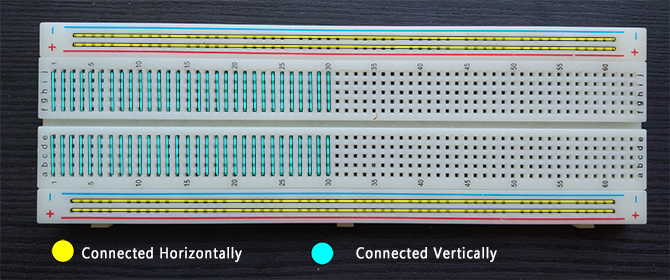 − −
+ +
1 5 10 15 20 25 30 35 40 45 50 55 60
f g h i j f g h i j
a b c d e a b c d e
1 5 10 15 20 25 30 35 40 45 50 55 60
− −
+ +
Connected Horizontally Connected Vertically